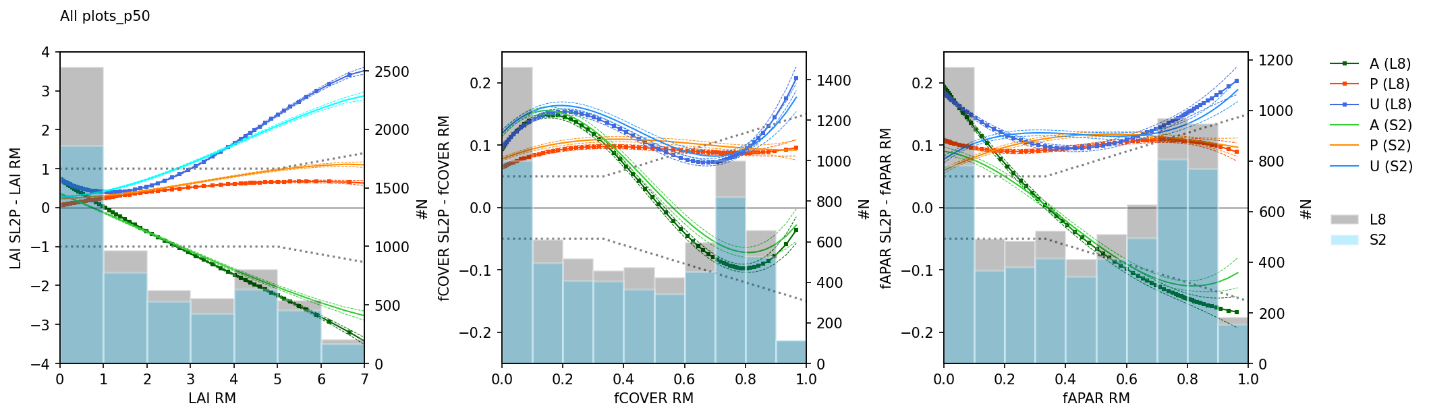 All plots_p50
4
3
2
1
0
−1
−2
−3
−4
LAI SL2P - LAI RM
0 1 2 3 4 5 6 7
LAI RM
2500
2000
1500
1000
500
0
#N
0.2
0.1
0.0
−0.1
−0.2
fCOVER SL2P - fCOVER RM
0.0 0.2 0.4 0.6 0.8 1.0
fCOVER RM
1400
1200
1000
800
600
400
200
0
#N
0.2
0.1
0.0
−0.1
−0.2
fAPAR SL2P - fAPAR RM
0.0 0.2 0.4 0.6 0.8 1.0
fAPAR RM
1200
1000
800
600
400
200
0
#N
A (L8)
P (L8)
U (L8)
A (S2)
P (S2)
U (S2)
L8
S2